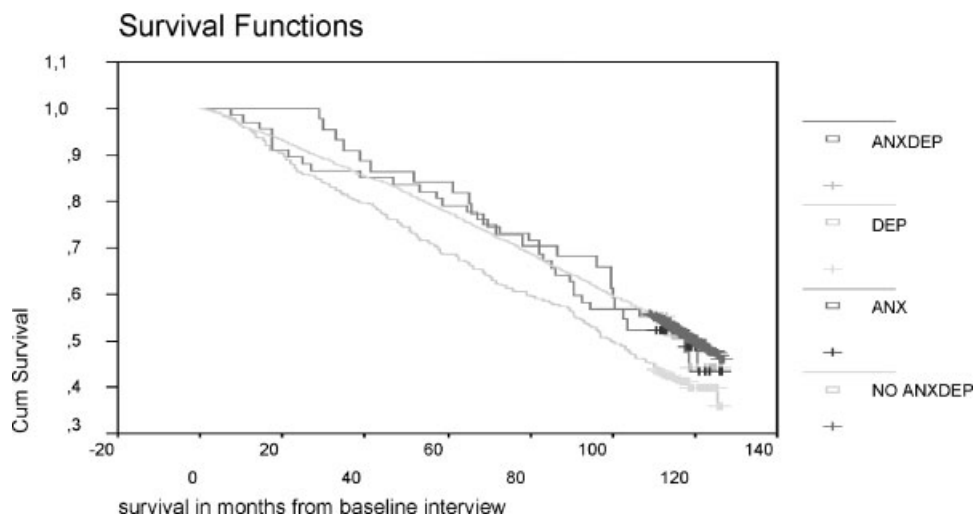 Survival Functions
1,1
1,0
,9
,8
,7
,6
,5
,4
,3
Cum Survival
-20 20 60 100 140
0 40 80 120
survival in months from baseline interview
ANXDEP
DEP
ANX
NO ANXDEP